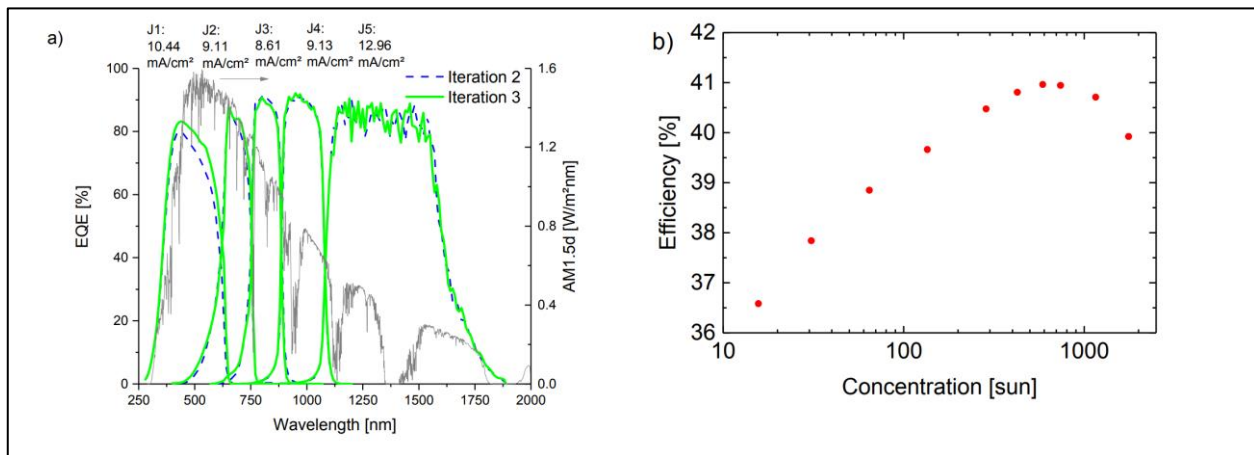 a)
J1: J2: J3: J4: J5:
10.44 9.11 8.61 9.13 12.96
mA/cm² mA/cm² mA/cm² mA/cm² mA/cm²
100
80
60
40
20
0
EQE [%]
Iteration 2
Iteration 3
1.6
1.2
0.8
0.4
0.0
AM1.5d [W/m²nm]
250 500 750 1000 1250 1500 1750 2000
Wavelength [nm]
b)
42
41
40
39
38
37
36
Efficiency [%]
10 100 1000
Concentration [sun]